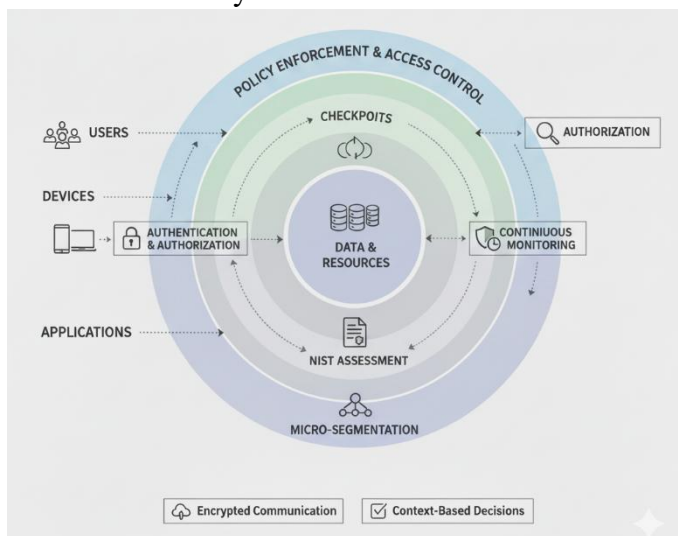 POLICY ENFORCEMENT & ACCESS CONTROL
CHECKPOITS
USERS
AUTHORIZATION
DEVICES
AUTHENTICATION
& AUTHORIZATION
DATA &
RESOURCES
CONTINIUOUS
MONITORING
APPLICATIONS
NIST ASSESSMENT
MICRO-SEGMENTATION
Encrypted Communication
Context-Based Decisions